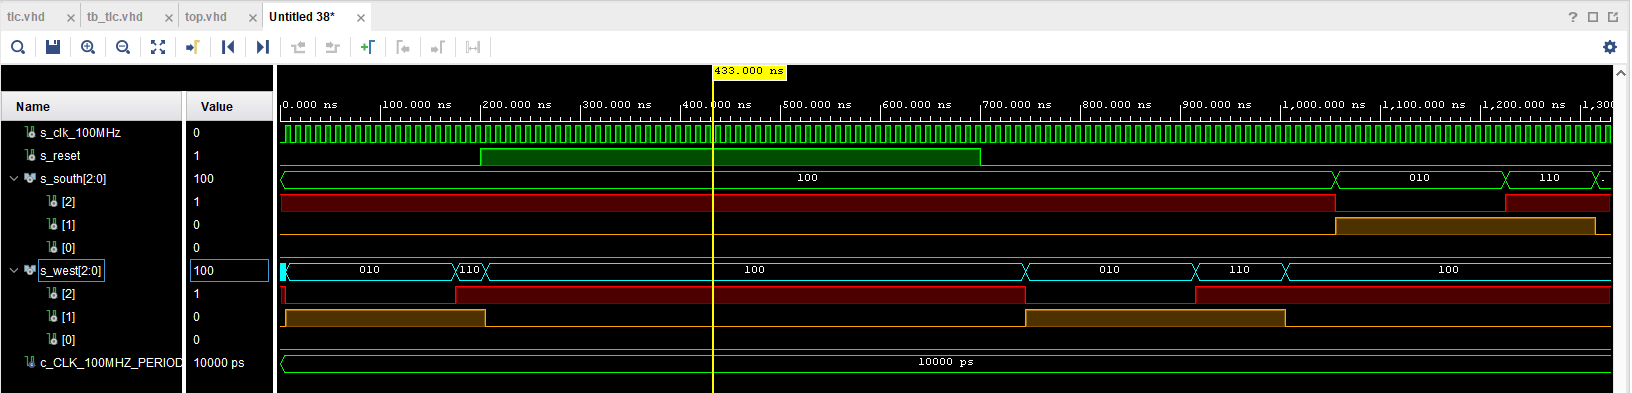 tlc.vhd × tb_tlc.vhd × top.vhd × Untitled 38* ×
? 
433.000 ns
Name Value
0.000 ns 100.000 ns 200.000 ns 300.000 ns 400.000 ns 500.000 ns 600.000 ns 700.000 ns 800.000 ns 900.000 ns 1,000.000 ns 1,100.000 ns 1,200.000 ns 1,300
s_clk_100MHz 0
s_reset 1
s_south[2:0] 100 100 010 110 .
[2] 1
[1] 0
[0] 0
s_west[2:0] 100 010 110 100 010 110 100
[2] 1
[1] 0
[0] 0
c_CLK_100MHZ_PERIOD 10000 ps 10000 ps